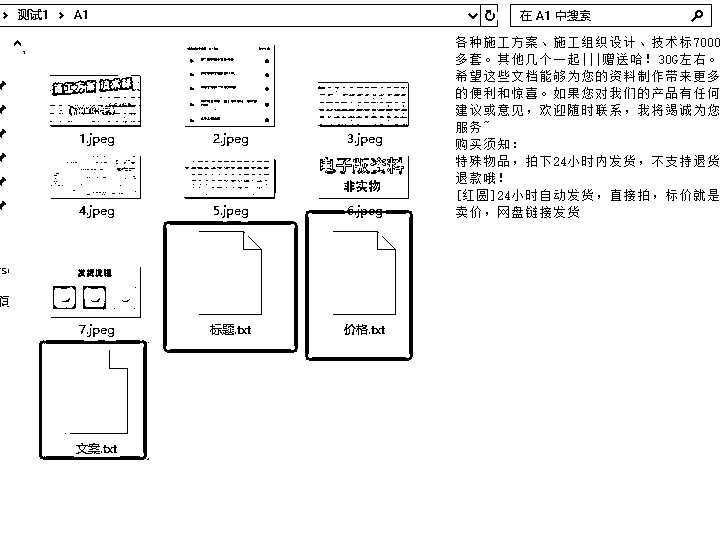 测试1 > A1
在 A1 中搜索
1.jpeg
2.jpeg
3.jpeg
电子版资料
非实物
4.jpeg
5.jpeg
6.jpeg
发货流程
7.jpeg
标题.txt
价格.txt
文案.txt
各种施工方案、施工组织设计、技术标7000
多套。其他几个一起|||赠送哈！30G左右。
希望这些文档能够为您的资料制作带来更多
的便利和惊喜。如果您对我们的产品有任何
建议或意见，欢迎随时联系，我将竭诚为您
服务~
购买须知：
特殊物品，拍下24小时内发货，不支持退货
退款哦！
[红圆]24小时自动发货，直接拍，标价就是
卖价，网盘链接发货